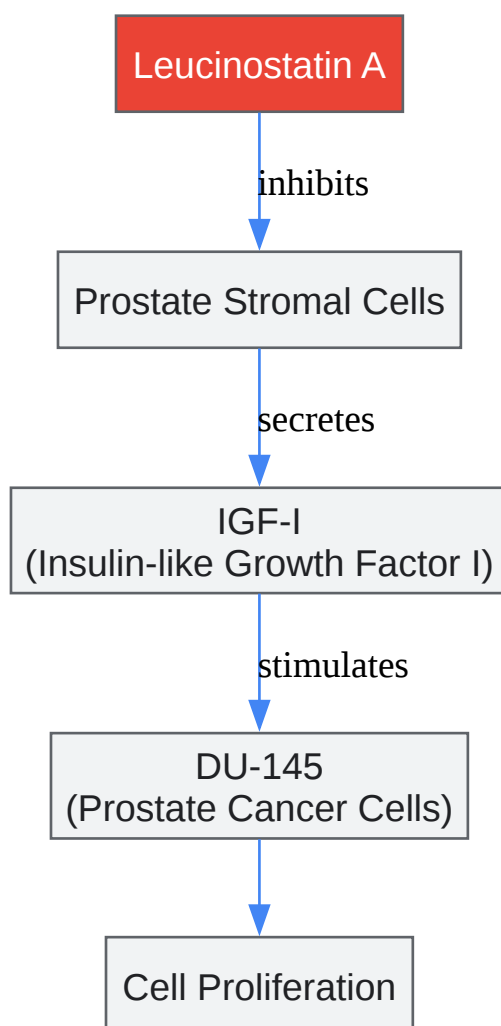 Leucinostatin A
inhibits
Prostate Stromal Cells
secretes
IGF-I
(Insulin-like Growth Factor I)
stimulates
DU-145
(Prostate Cancer Cells)
Cell Proliferation